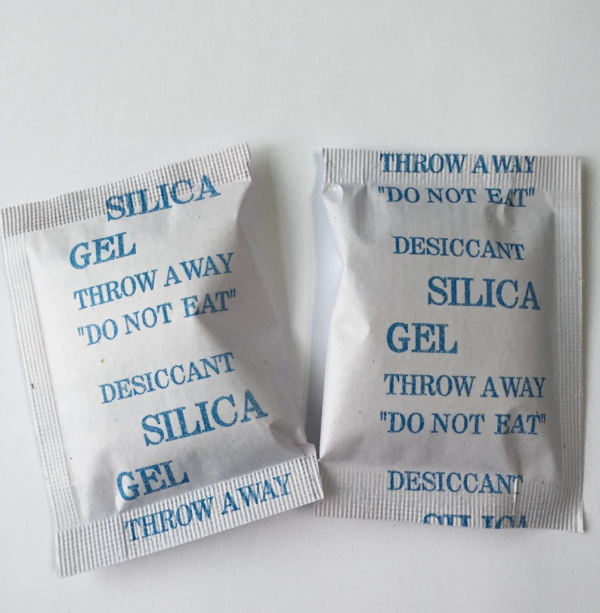 SILICA
GEL
THROW AWAY
"DO NOT EAT"
DESICCANT
SILICA
GEL
THROW AWAY
THROW AWAY
"DO NOT EAT"
DESICCANT
SILICA
GEL
THROW AWAY
"DO NOT EAT"
DESICCANT
SILICA